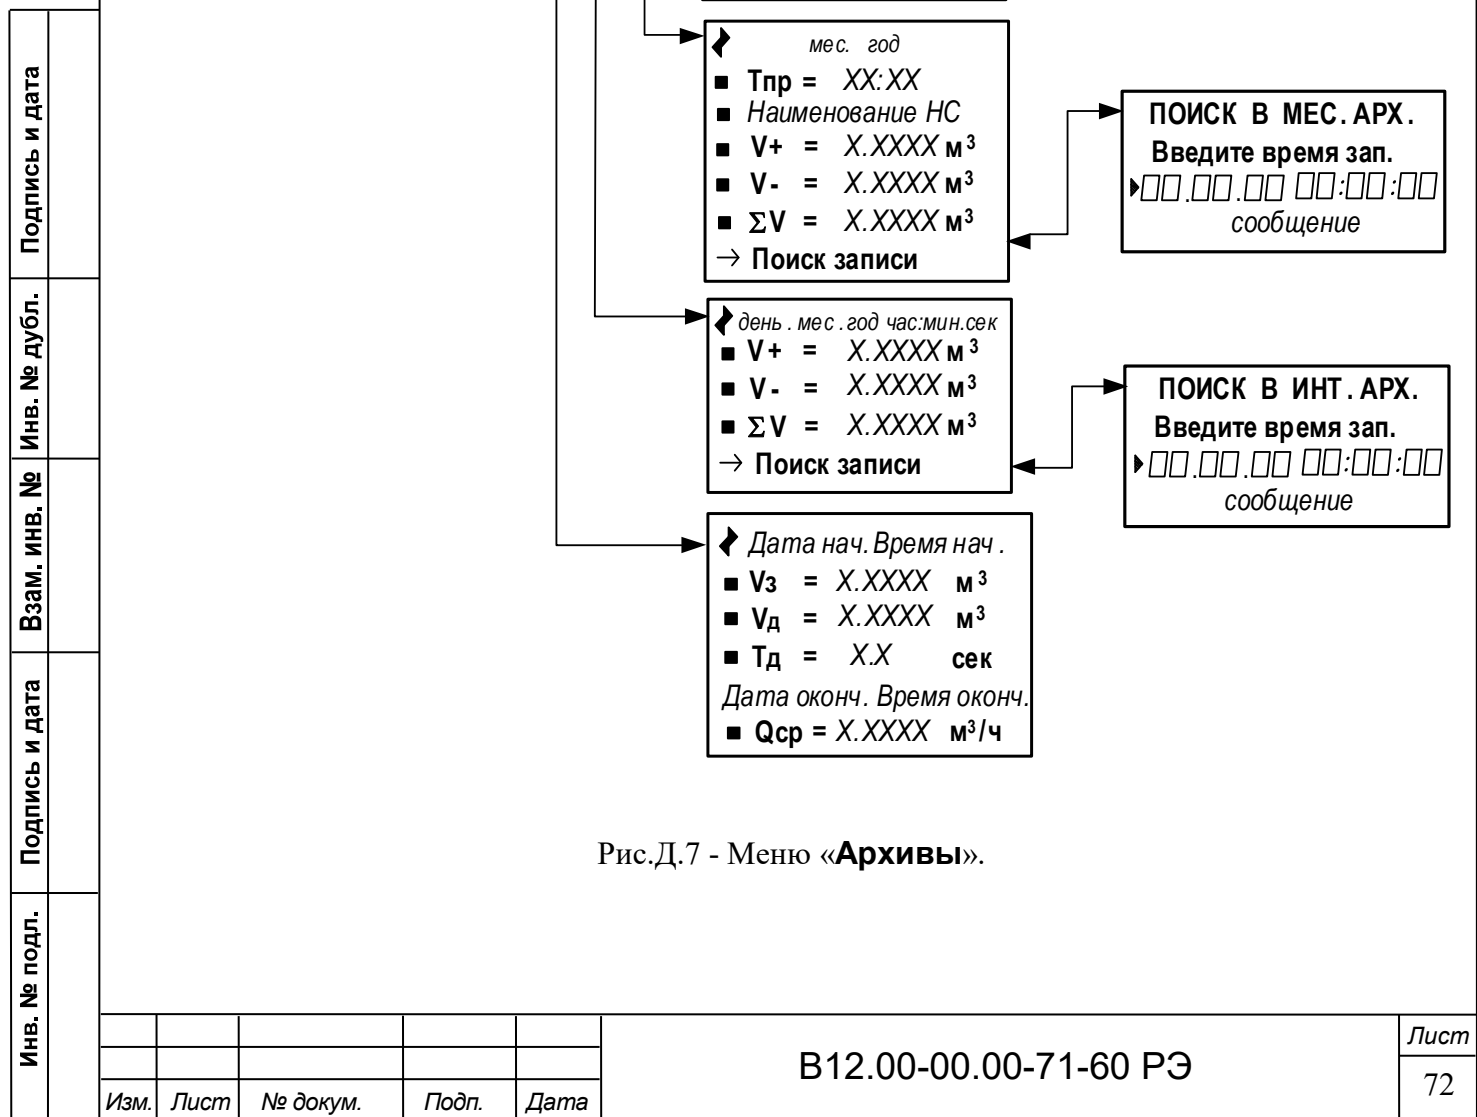 мес. год
Тпр = XX:XX
Наименование НС
V+ = X.XXXX м³
V- = X.XXXX м³
ΣV = X.XXXX м³
→ Поиск записи
ПОИСК В МЕС. АРХ.
Введите время зап.
□□.□□.□□ □□:□□:□□
сообщение
день. мес. год час:мин.сек
V+ = X.XXXX м³
V- = X.XXXX м³
ΣV = X.XXXX м³
→ Поиск записи
ПОИСК В ИНТ. АРХ.
Введите время зап.
□□.□□.□□ □□:□□:□□
сообщение
Дата нач. Время нач.
Vз = X.XXXX м³
Vд = X.XXXX м³
Тд = X.X сек
Дата оконч. Время оконч.
Qср = X.XXXX м³/ч
Рис.Д.7 - Меню «Архивы».
Подпись и дата
Инв. № дубл.
Взам. инв. №
Подпись и дата
Инв. № подл.
Изм. Лист № докум. Подп. Дата
В12.00-00.00-71-60 РЭ
Лист
72